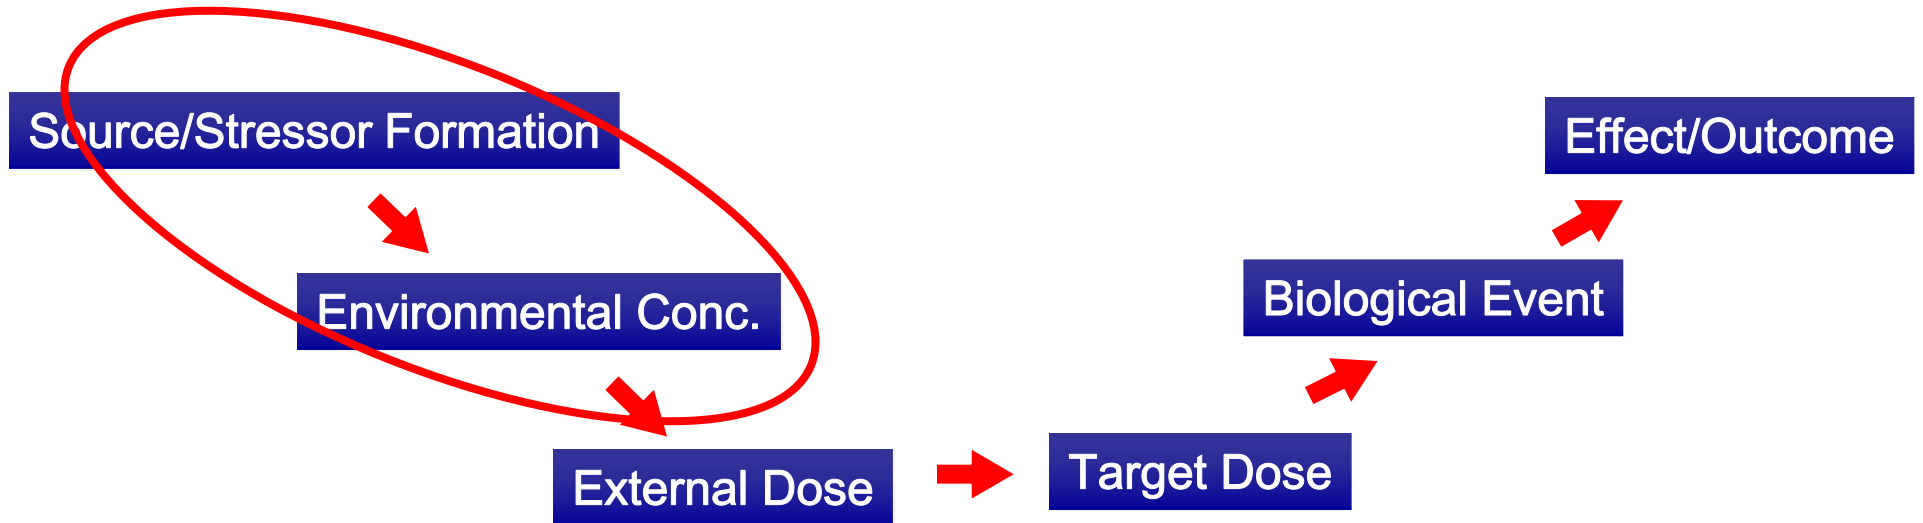 Source/Stressor Formation
Environmental Conc.
External Dose
Target Dose
Biological Event
Effect/Outcome